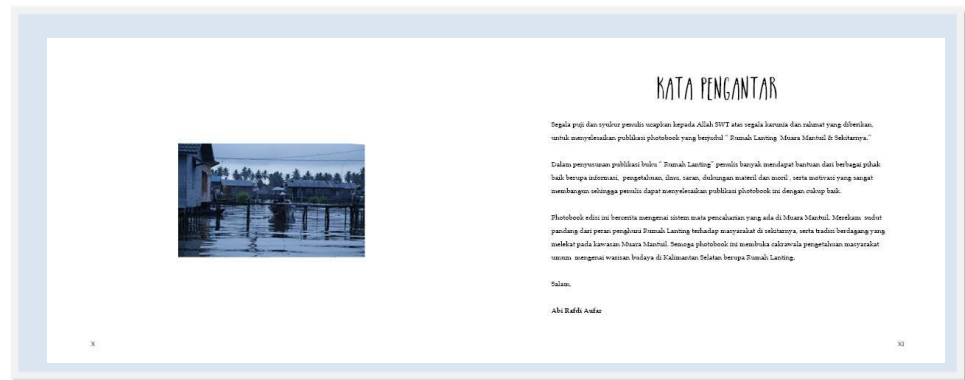 KATA PENGANTAR
Segala puji dan syukur penulis ucapkan kepada Allah SWT atas segala karunia dan rahmat yang diberikan,
untuk menyelesaikan publikasi photobook yang berjudul “ Rumah Lanting Muara Mantuil & Sekitarnya.”
Dalam penyusunan publikasi buku “ Rumah Lanting” penulis banyak mendapat bantuan dari berbagai pihak
baik berupa informasi, pengetahuan, ilmu, saran, dukungan materil dan moril , serta motivasi yang sangat
membangun sehingga penulis dapat menyelesaikan publikasi photobook ini dengan cukup baik.
Photobook edisi ini bercerita mengenai sistem mata pencaharian yang ada di Muara Mantuil. Merekam sudut
pandang dari peran penghuni Rumah Lanting terhadap masyarakat di sekitarnya, serta tradisi berdagang yang
melekat pada kawasan Muara Mantuil. Semoga photobook ini membuka cakrawala pengetahuan masyarakat
umum mengenai warisan budaya di Kalimantan Selatan berupa Rumah Lanting.
Salam,
Abi Rafdi Aufar
X
XI